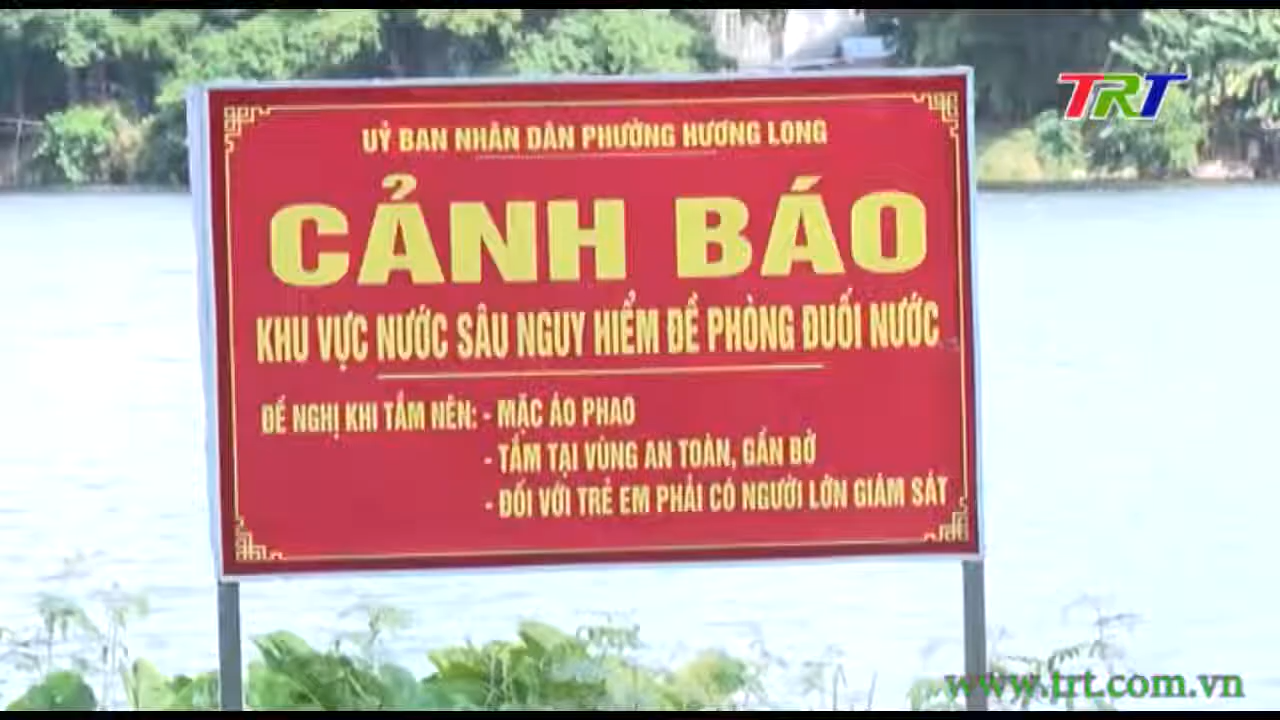 TRT
UỶ BAN NHÂN DÂN PHƯỜNG HƯƠNG LONG
CẢNH BÁO
KHU VỰC NƯỚC SÂU NGUY HIỂM ĐỀ PHÒNG ĐUỐI NƯỚC
ĐỀ NGHỊ KHI TẮM NÊN: - MẶC ÁO PHAO
- TẮM TẠI VÙNG AN TOÀN, GẦN BỜ
- ĐỐI VỚI TRẺ EM PHẢI CÓ NGƯỜI LỚN GIÁM SÁT
www.trt.com.vn